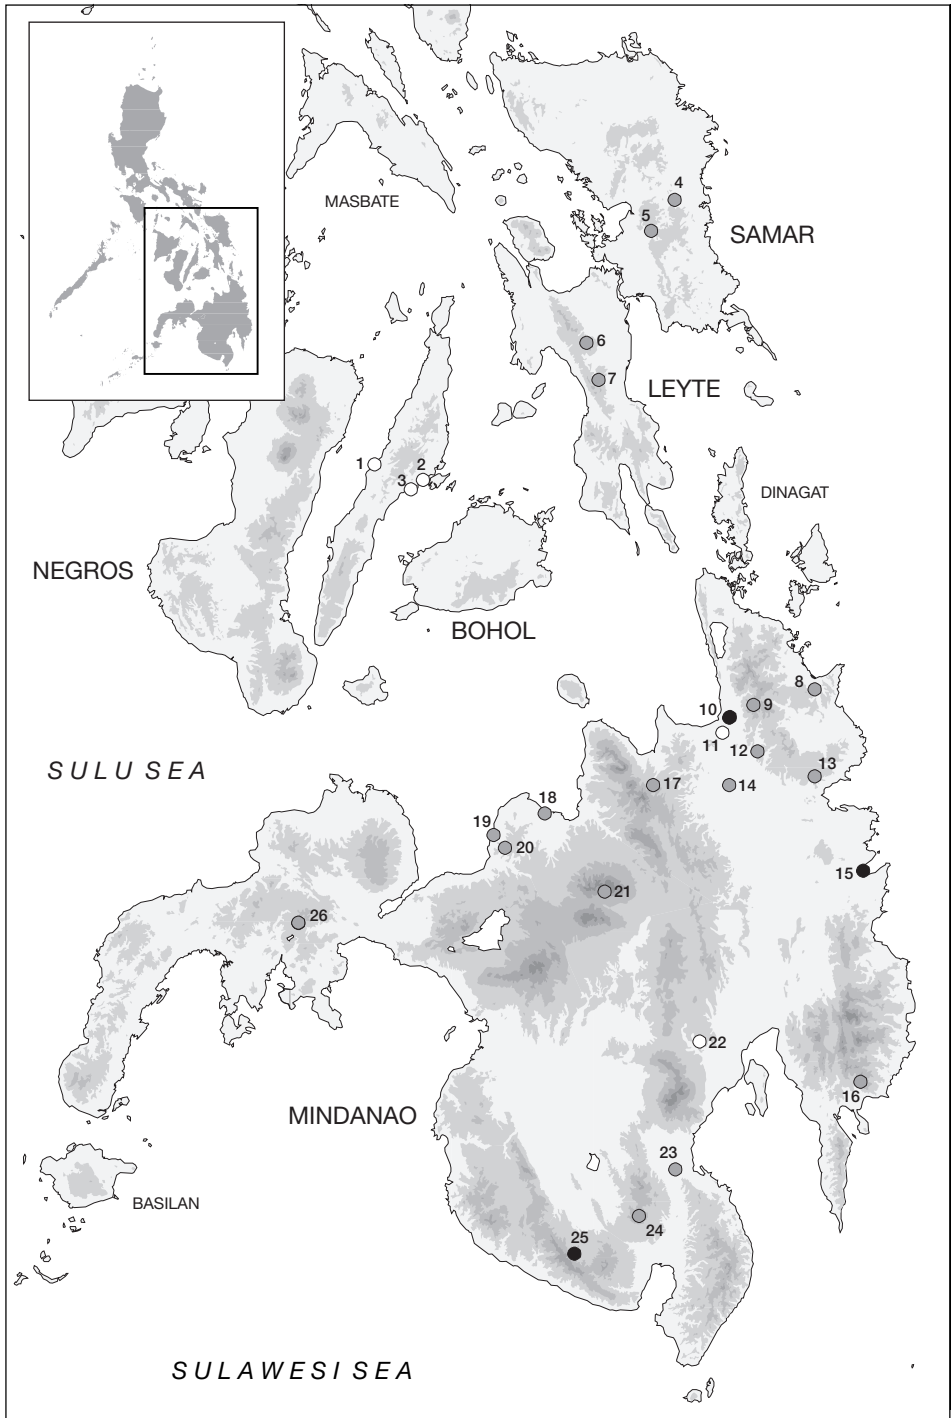 MASBATE
4
5
SAMAR
6
7
LEYTE
1
2
3
DINAGAT
NEGROS
BOHOL
8
9
10
11
12
13
SULU SEA
14
17
18
19
20
15
21
26
22
16
MINDANAO
23
BASILAN
24
25
SULAWESI SEA